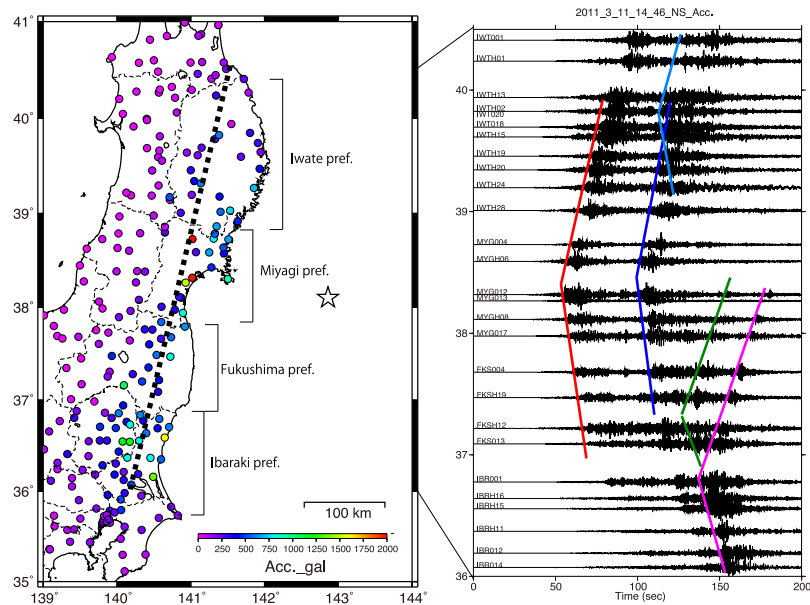 2011_3_11_14_46_NS_Acc.
41°
40°
39°
38°
37°
36°
35°
139°
140°
141°
142°
143°
144°
Iwate pref.
Miyagi pref.
Fukushima pref.
Ibaraki pref.
100 km
0 250 500 750 1000 1250 1500 1750 2000
Acc._gal
IWT001
IWTH01
IWTH13
IWTH02
IWT020
IWT018
IWTH15
IWTH19
IWTH20
IWTH24
IWTH28
MYG004
MYGH06
MYG012
MYG013
MYGH08
MYG017
FKS004
FKSH19
FKSH12
FKS013
IBR001
IBRH16
IBRH15
IBRH11
IBR012
IBR014
40
39
38
37
36
0 50 100 150 200
Time (sec)